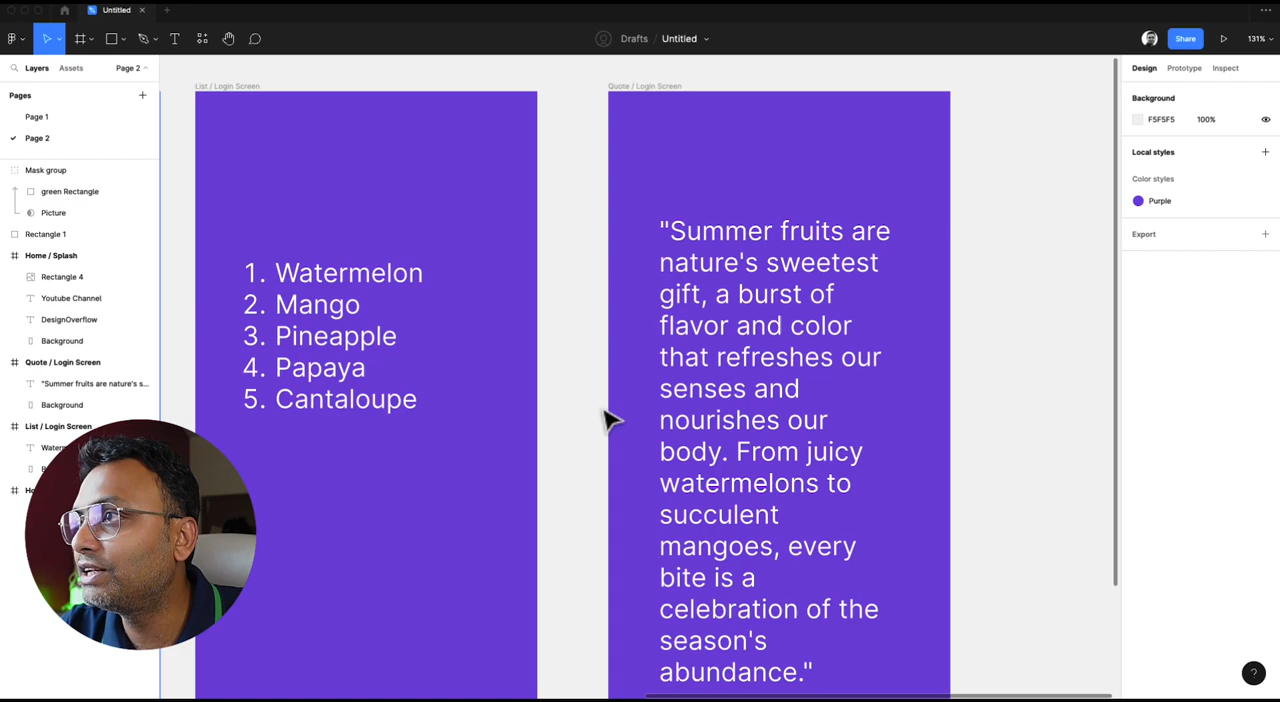 Untitled
Drafts / Untitled
Share
131%
Layers
Assets
Page 2
Design
Prototype
Inspect
Pages
Page 1
Page 2
Mask group
green Rectangle
Picture
Rectangle 1
Home / Splash
Rectangle 4
Youtube Channel
DesignOverflow
Background
Quote / Login Screen
"Summer fruits are nature's s...
Background
List / Login Screen
List / Login Screen
1. Watermelon
2. Mango
3. Pineapple
4. Papaya
5. Cantaloupe
Quote / Login Screen
"Summer fruits are
nature's sweetest
gift, a burst of
flavor and color
that refreshes our
senses and
nourishes our
body. From juicy
watermelons to
succulent
mangoes, every
bite is a
celebration of the
season's
abundance."
Background
F5F5F5
100%
Local styles
Color styles
Purple
Export
?